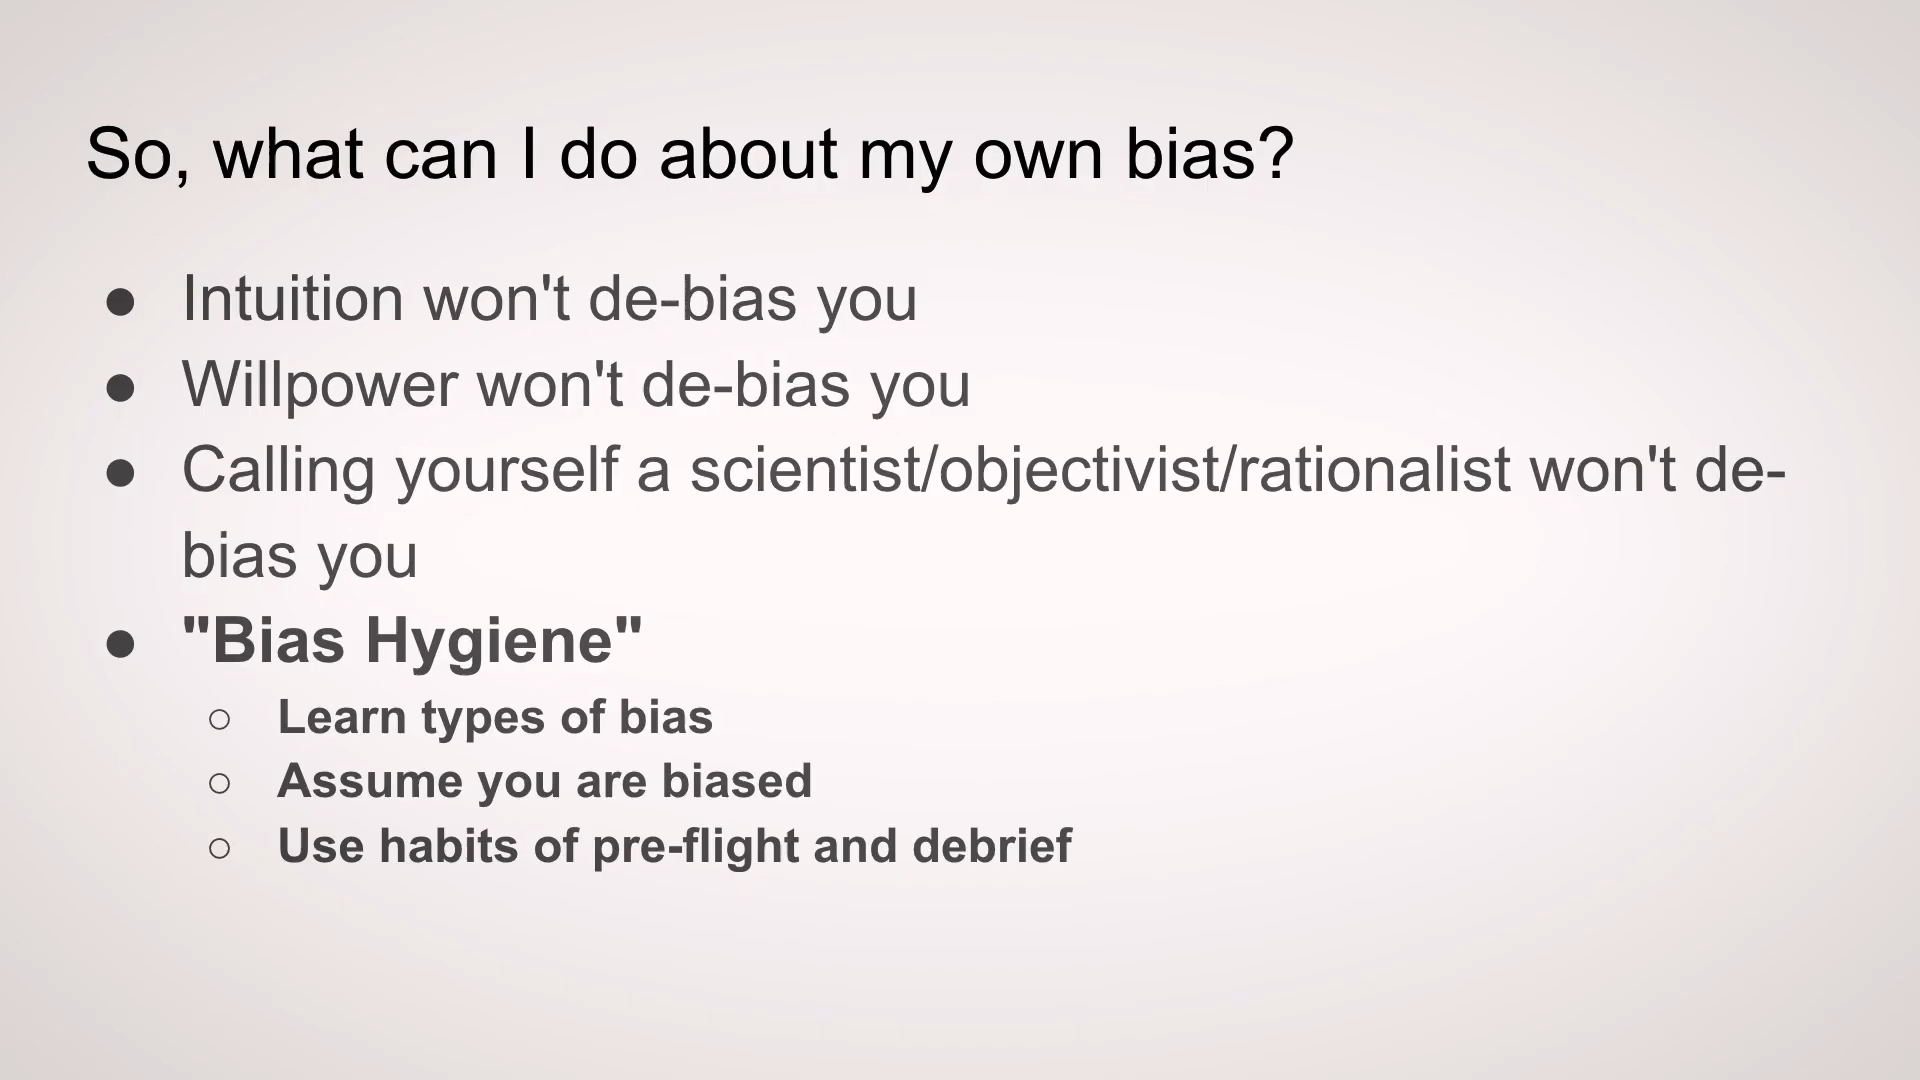 So, what can I do about my own bias?
● Intuition won't de-bias you
● Willpower won't de-bias you
● Calling yourself a scientist/objectivist/rationalist won't de-
bias you
● "Bias Hygiene"
○ Learn types of bias
○ Assume you are biased
○ Use habits of pre-flight and debrief